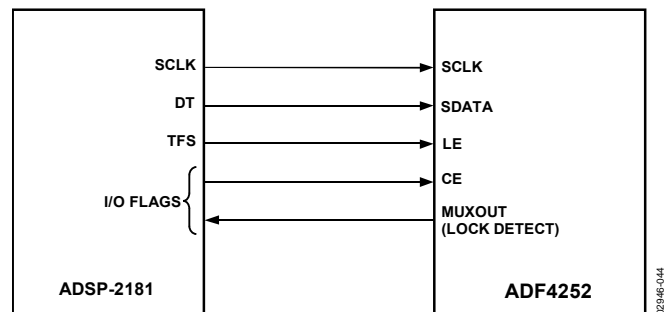 SCLK
DT
TFS
I/O FLAGS
ADSP-2181
SCLK
SDATA
LE
CE
MUXOUT
(LOCK DETECT)
ADF4252
02946-044